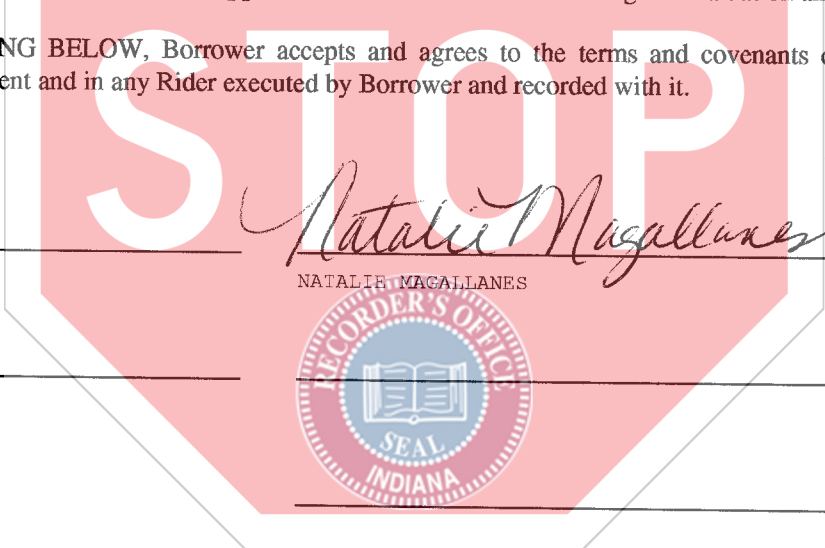 NG BELOW, Borrower accepts and agrees to the terms and covenants
ent and in any Rider executed by Borrower and recorded with it.
STOP
Natalie Magallanes
NATALIE MAGALLANES
RECORDER'S OFFICE
SEAL
INDIANA